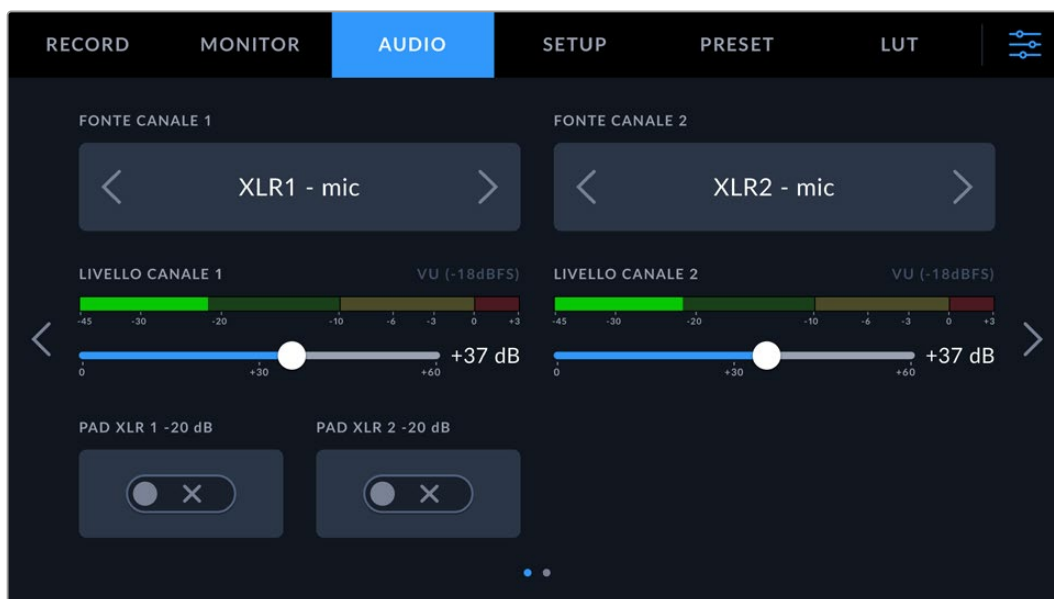 RECORD MONITOR AUDIO SETUP PRESET LUT
FONTE CANALE 1 FONTE CANALE 2
XLR1 - mic XLR2 - mic
LIVELLO CANALE 1 VU (-18dBFS) LIVELLO CANALE 2 VU (-18dBFS)
-45 -30 -20 -10 -6 -3 0 +3 -45 -30 -20 -10 -6 -3 0 +3
+37 dB +37 dB
0 +30 +60 0 +30 +60
PAD XLR 1 -20 dB PAD XLR 2 -20 dB